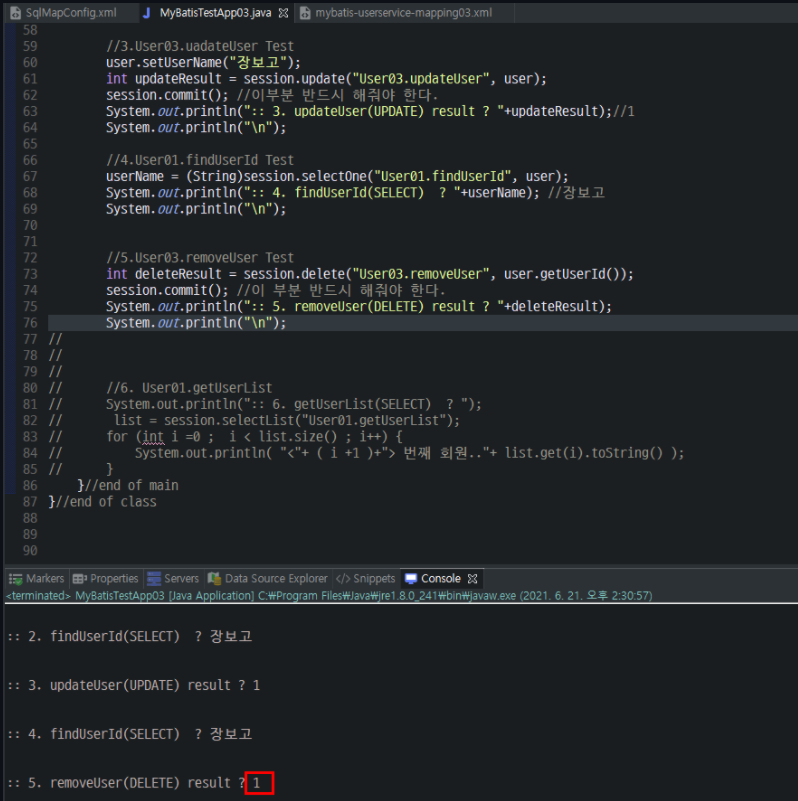 SqlMapConfig.xml MyBatisTestApp03.java mybatis-userservice-mapping03.xml
58
59 //3.User03.uadateUser Test
60 user.setUserName("장보고");
61 int updateResult = session.update("User03.updateUser", user);
62 session.commit(); //이부분 반드시 해줘야 한다.
63 System.out.println(":: 3. updateUser(UPDATE) result ? "+updateResult);//1
64 System.out.println("\n");
65
66 //4.User01.findUserId Test
67 userName = (String)session.selectOne("User01.findUserId", user);
68 System.out.println(":: 4. findUserId(SELECT)  ? "+userName); //장보고
69 System.out.println("\n");
70
71
72 //5.User03.removeUser Test
73 int deleteResult = session.delete("User03.removeUser", user.getUserId());
74 session.commit(); //이 부분 반드시 해줘야 한다.
75 System.out.println(":: 5. removeUser(DELETE) result ? "+deleteResult);
76 System.out.println("\n");
77 //
78 //
79 //
80 // //6. User01.getUserList
81 // System.out.println(":: 6. getUserList(SELECT)  ? ");
82 // list = session.selectList("User01.getUserList");
83 // for (int i =0 ;  i < list.size() ; i++) {
84 // System.out.println( "<"+ ( i +1 )+"> 번째 회원.."+ list.get(i).toString() );
85 // }
86 }//end of main
87 }//end of class
88
89
90
Markers Properties Servers Data Source Explorer Snippets Console
<terminated> MyBatisTestApp03 [Java Application] C:₩Program Files₩Java₩jre1.8.0_241₩bin₩javaw.exe (2021. 6. 21. 오후 2:30:57)
:: 2. findUserId(SELECT)  ? 장보고
:: 3. updateUser(UPDATE) result ? 1
:: 4. findUserId(SELECT)  ? 장보고
:: 5. removeUser(DELETE) result ? 1